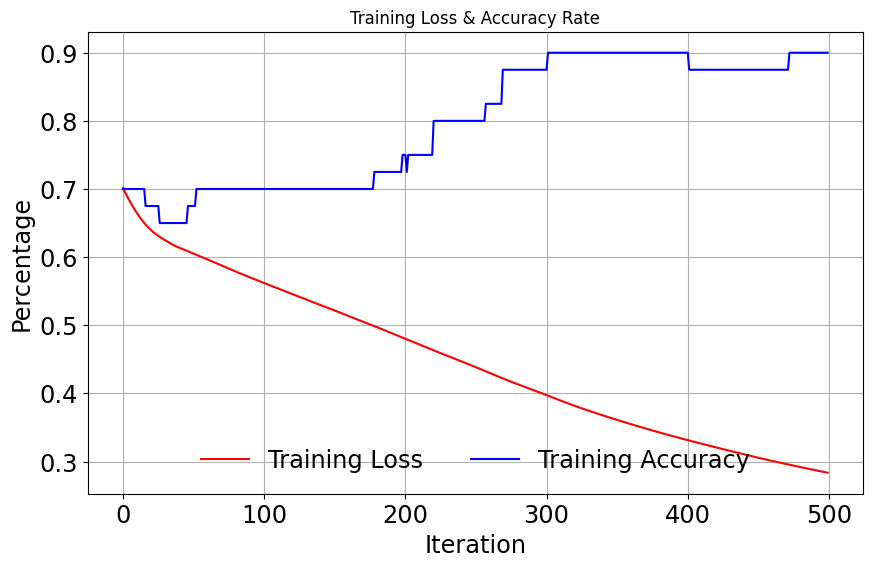 Training Loss & Accuracy Rate
Percentage
0.9
0.8
0.7
0.6
0.5
0.4
0.3
Training Loss
Training Accuracy
0 100 200 300 400 500
Iteration